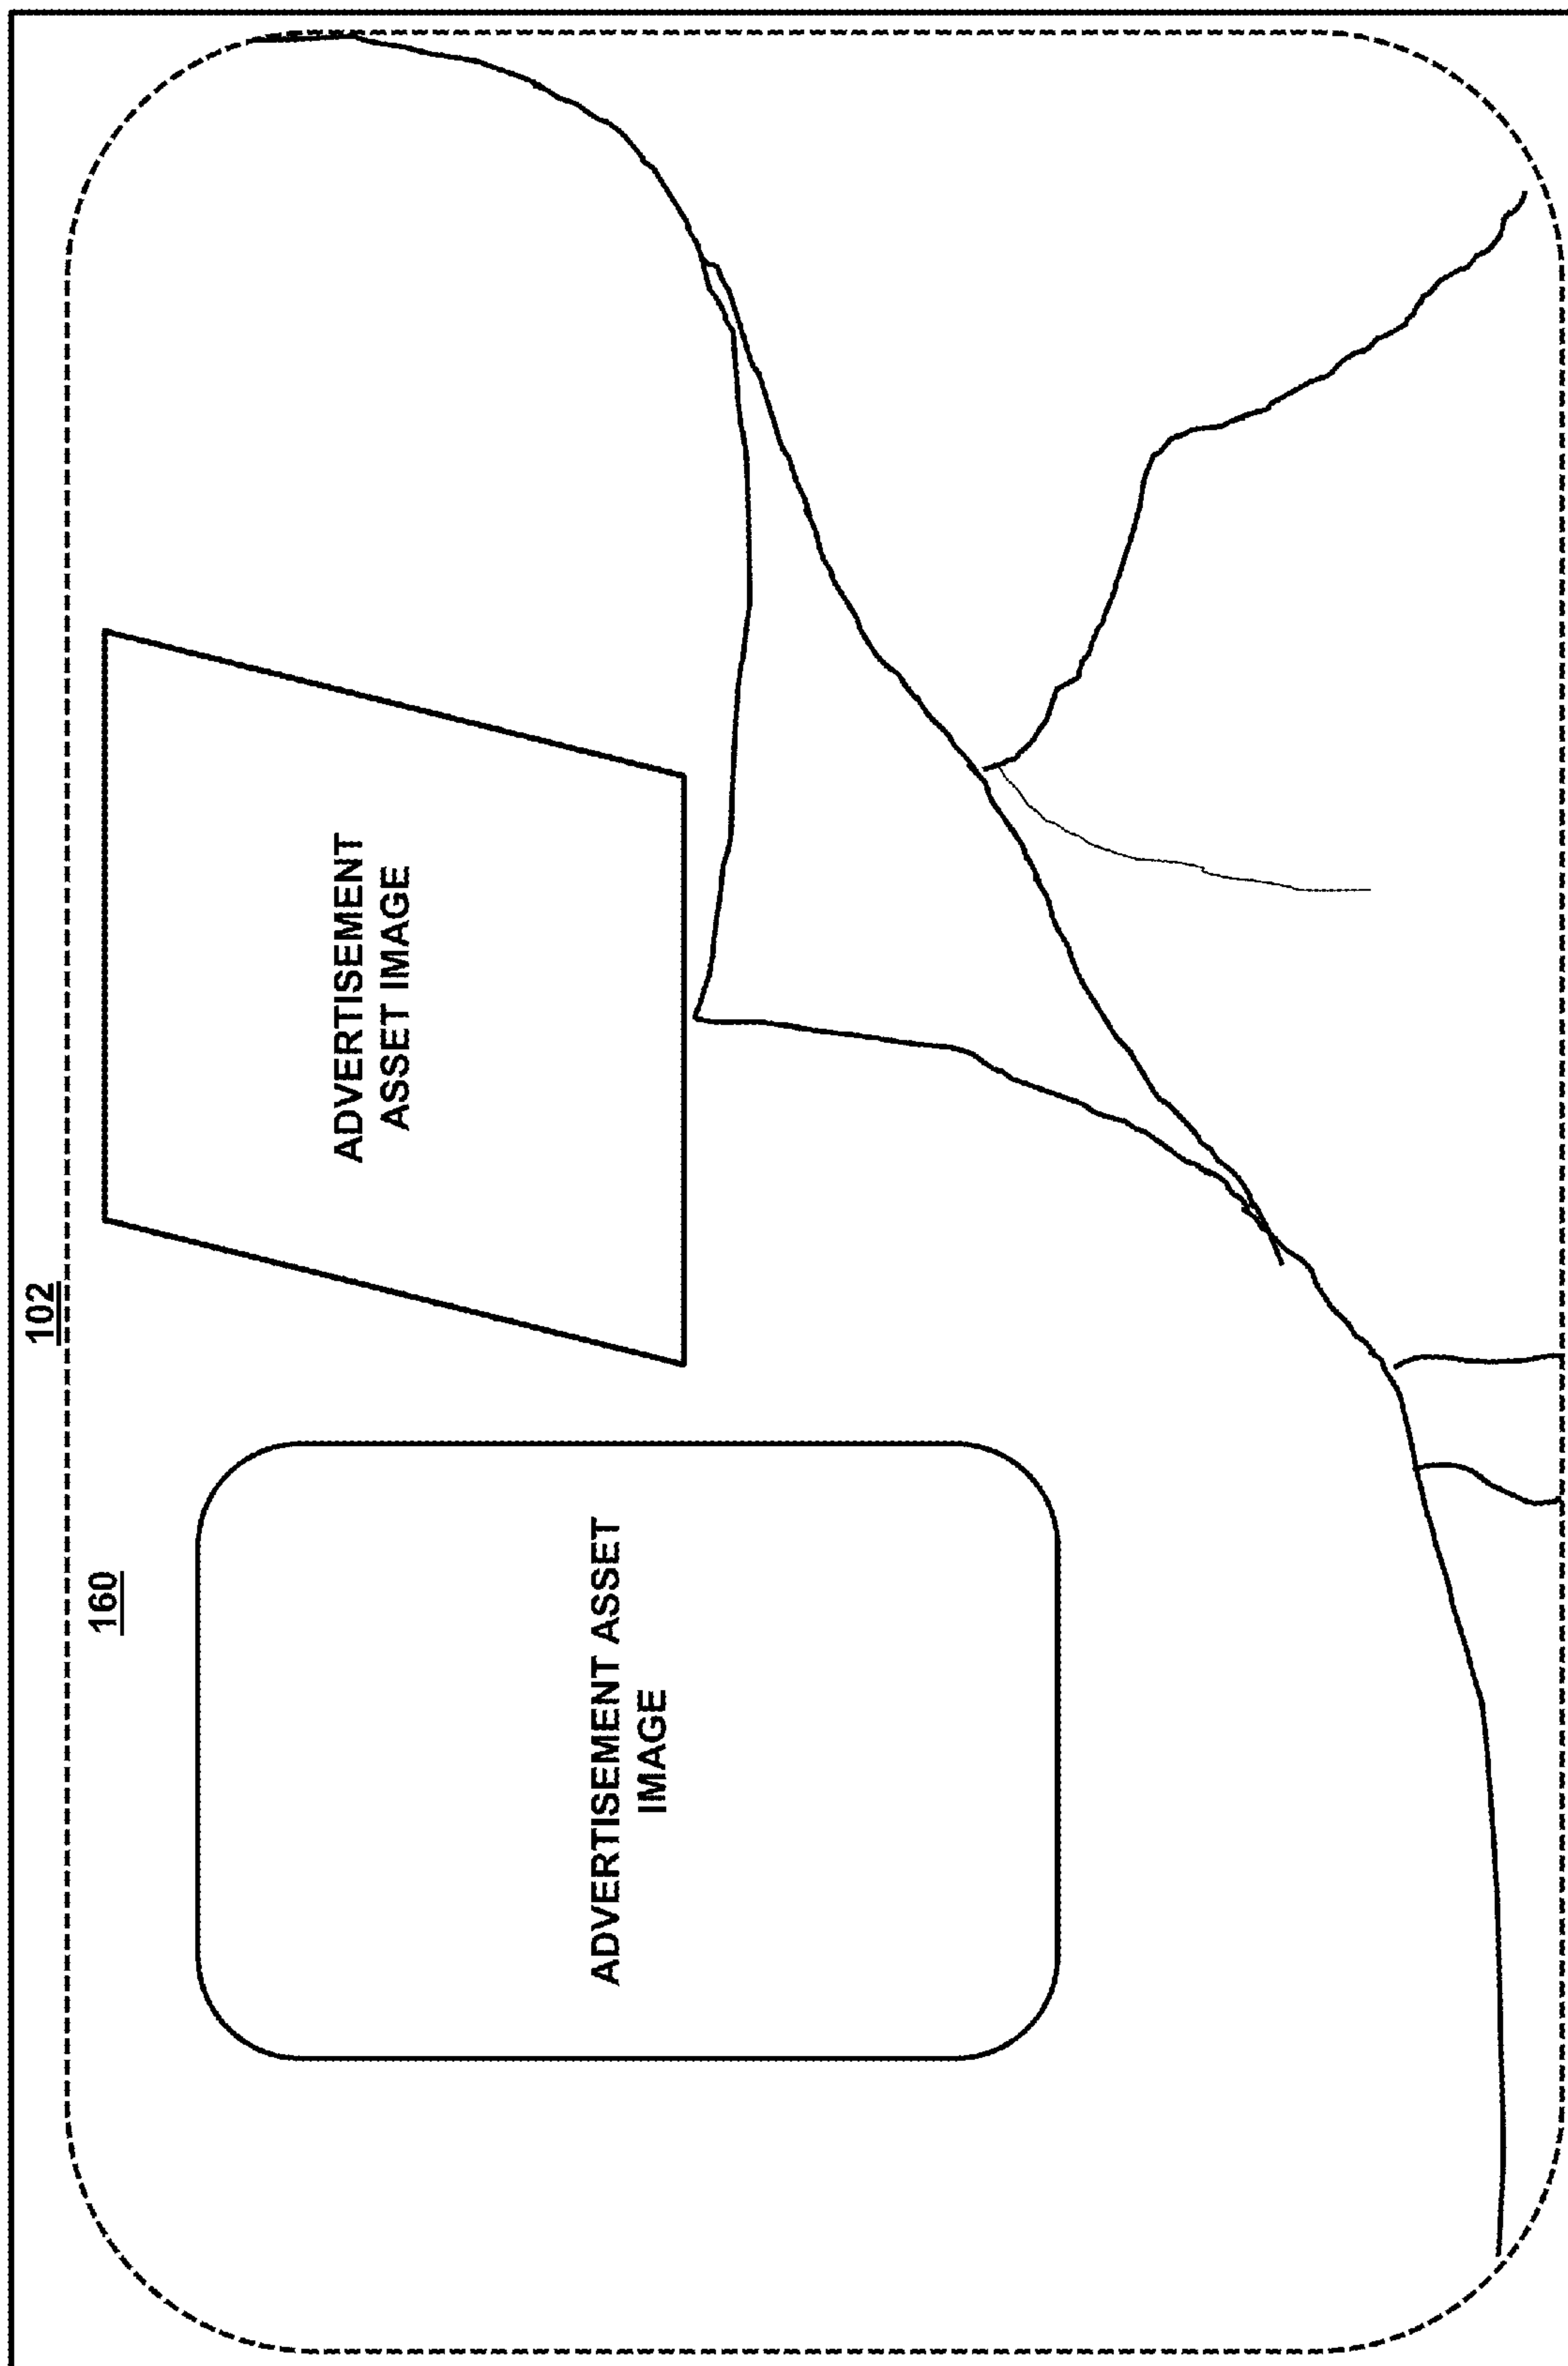 102
160
ADVERTISEMENT ASSET
IMAGE
ADVERTISEMENT
ASSET IMAGE